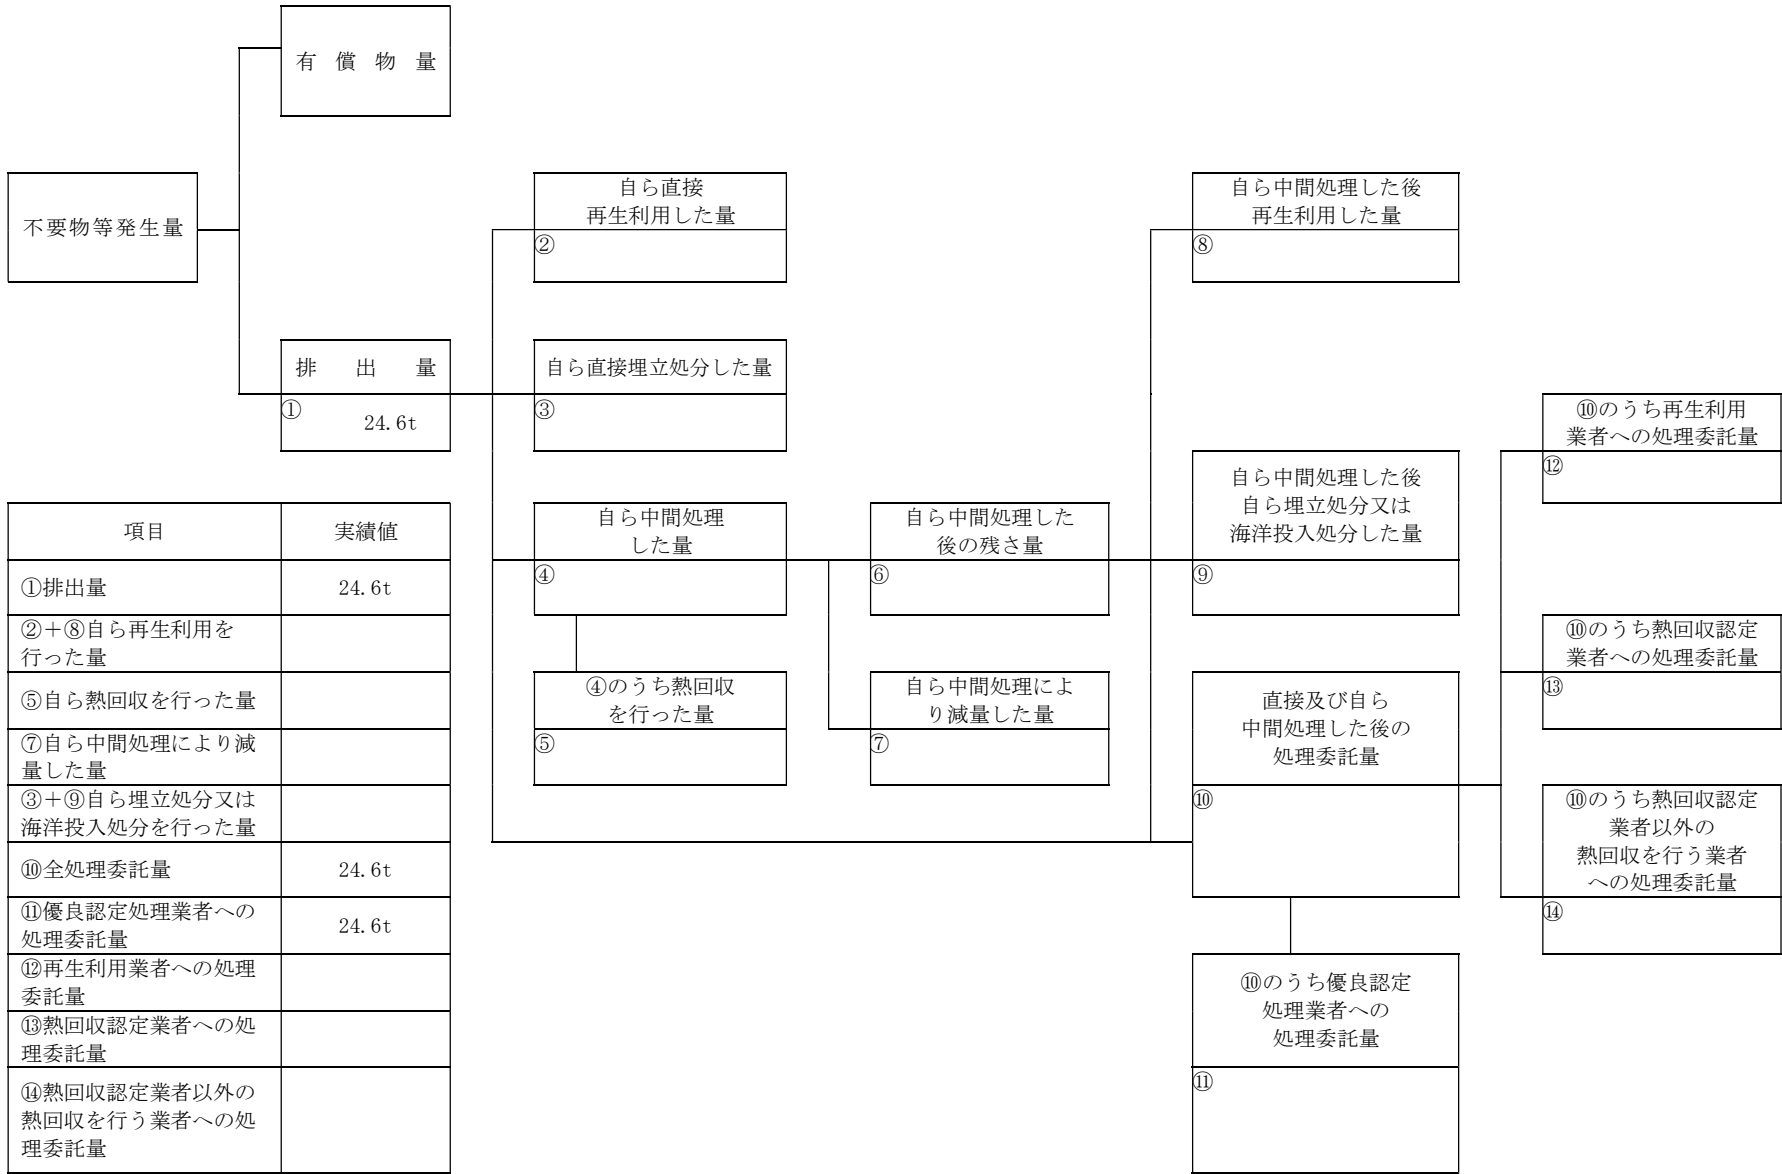 有償物量
不要物等発生量
自ら直接
再生利用した量
②
自ら中間処理した後
再生利用した量
⑧
排出量
①
24.6t
自ら直接埋立処分した量
③
⑩のうち再生利用
業者への処理委託量
⑫
自ら中間処理
した量
④
自ら中間処理した
後の残さ量
⑥
自ら中間処理した後
自ら埋立処分又は
海洋投入処分した量
⑨
⑩のうち熱回収認定
業者への処理委託量
⑬
④のうち熱回収
を行った量
⑤
自ら中間処理によ
り減量した量
⑦
直接及び自ら
中間処理した後の
処理委託量
⑩
⑩のうち熱回収認定
業者以外の
熱回収を行う業者
への処理委託量
⑭
⑩のうち優良認定
処理業者への
処理委託量
⑪
項目 実績値
①排出量 24.6t
②+⑧自ら再生利用を
行った量
⑤自ら熱回収を行った量
⑦自ら中間処理により減
量した量
③+⑨自ら埋立処分又は
海洋投入処分を行った量
⑩全処理委託量 24.6t
⑪優良認定処理業者への
処理委託量 24.6t
⑫再生利用業者への処理
委託量
⑬熱回収認定業者への処
理委託量
⑭熱回収認定業者以外の
熱回収を行う業者への処
理委託量